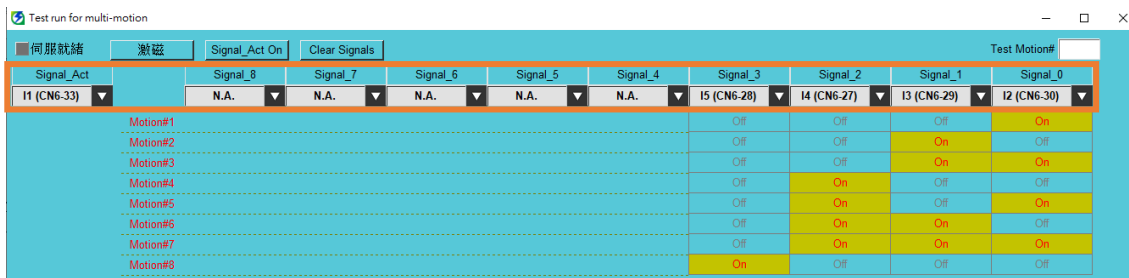 Test run for multi-motion
伺服就緒 激磁 Signal_Act On Clear Signals Test Motion#
Signal_Act Signal_8 Signal_7 Signal_6 Signal_5 Signal_4 Signal_3 Signal_2 Signal_1 Signal_0
I1 (CN6-33) N.A. N.A. N.A. N.A. N.A. I5 (CN6-28) I4 (CN6-27) I3 (CN6-29) I2 (CN6-30)
Motion#1 Off Off Off On
Motion#2 Off Off On Off
Motion#3 Off Off On On
Motion#4 Off On Off Off
Motion#5 Off On Off On
Motion#6 Off On On Off
Motion#7 Off On On On
Motion#8 On Off Off Off